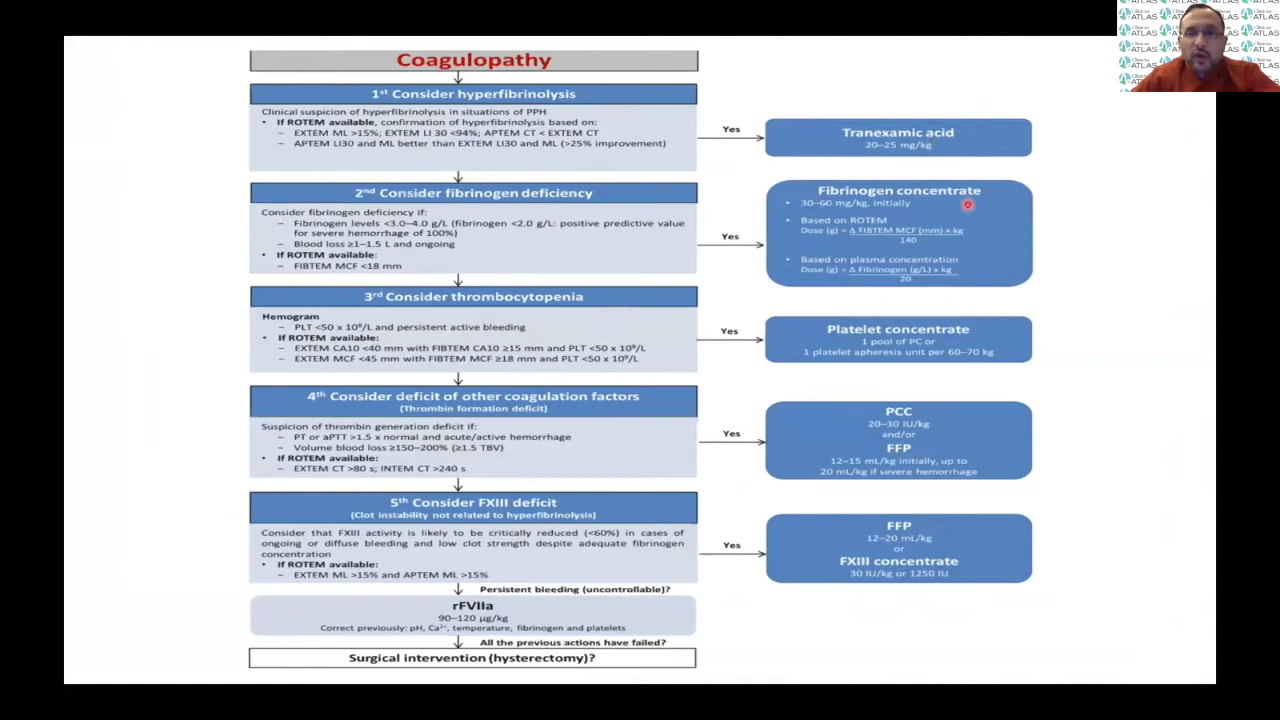 Coagulopathy
1st Consider hyperfibrinolysis
Clinical suspicion of hyperfibrinolysis in situations of PPH
• If ROTEM available, confirmation of hyperfibrinolysis based on:
– EXTEM ML >15%; EXTEM LI 30 <94%; APTEM CT < EXTEM CT
– APTEM LI30 and ML better than EXTEM LI30 and ML (>25% improvement)
Yes
Tranexamic acid
20–25 mg/kg
2nd Consider fibrinogen deficiency
Consider fibrinogen deficiency if:
– Fibrinogen levels <3.0–4.0 g/L (fibrinogen <2.0 g/L: positive predictive value
for severe hemorrhage of 100%)
– Blood loss ≥1–1.5 L and ongoing
• If ROTEM available:
– FIBTEM MCF <18 mm
Yes
Fibrinogen concentrate
• 30–60 mg/kg, initially
• Based on ROTEM
Dose (g) = Δ FIBTEM MCF (mm) x kg
140
• Based on plasma concentration
Dose (g) = Δ Fibrinogen (g/L) x kg
20
3rd Consider thrombocytopenia
Hemogram
– PLT <50 x 10⁹/L and persistent active bleeding
• If ROTEM available:
– EXTEM CA10 <40 mm with FIBTEM CA10 ≥15 mm and PLT <50 x 10⁹/L
– EXTEM MCF <45 mm with FIBTEM MCF ≥18 mm and PLT <50 x 10⁹/L
Yes
Platelet concentrate
1 pool of PC or
1 platelet apheresis unit per 60–70 kg
4th Consider deficit of other coagulation factors
(Thrombin formation deficit)
Suspicion of thrombin generation deficit if:
– PT or aPTT >1.5 x normal and acute/active hemorrhage
– Volume blood loss ≥150–200% (≥1.5 TBV)
• If ROTEM available:
– EXTEM CT >80 s; INTEM CT >240 s
Yes
PCC
20–30 IU/kg
and/or
FFP
12–15 mL/kg initially, up to
20 mL/kg if severe hemorrhage
5th Consider FXIII deficit
(Clot instability not related to hyperfibrinolysis)
Consider that FXIII activity is likely to be critically reduced (<60%) in cases of
ongoing or diffuse bleeding and low clot strength despite adequate fibrinogen
concentration
• If ROTEM available:
– EXTEM ML >15% and APTEM ML >15%
Yes
FFP
12–20 mL/kg
or
FXIII concentrate
30 IU/kg or 1250 IU
Persistent bleeding (uncontrollable)?
rFVIIa
90–120 µg/kg
Correct previously: pH, Ca²⁺, temperature, fibrinogen and platelets
All the previous actions have failed?
Surgical intervention (hysterectomy)?
ATLAS